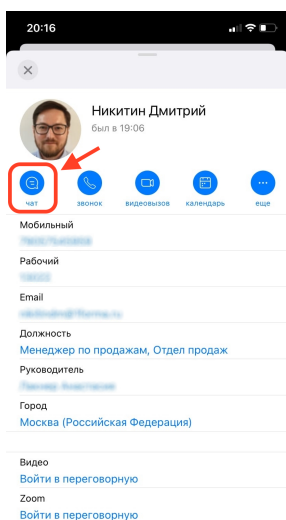 20:16
Никитин Дмитрий
был в 19:06
чат
звонок
видеовызов
календарь
еще
Мобильный
Рабочий
Email
Должность
Менеджер по продажам, Отдел продаж
Руководитель
Город
Москва (Российская Федерация)
Видео
Войти в переговорную
Zoom
Войти в переговорную